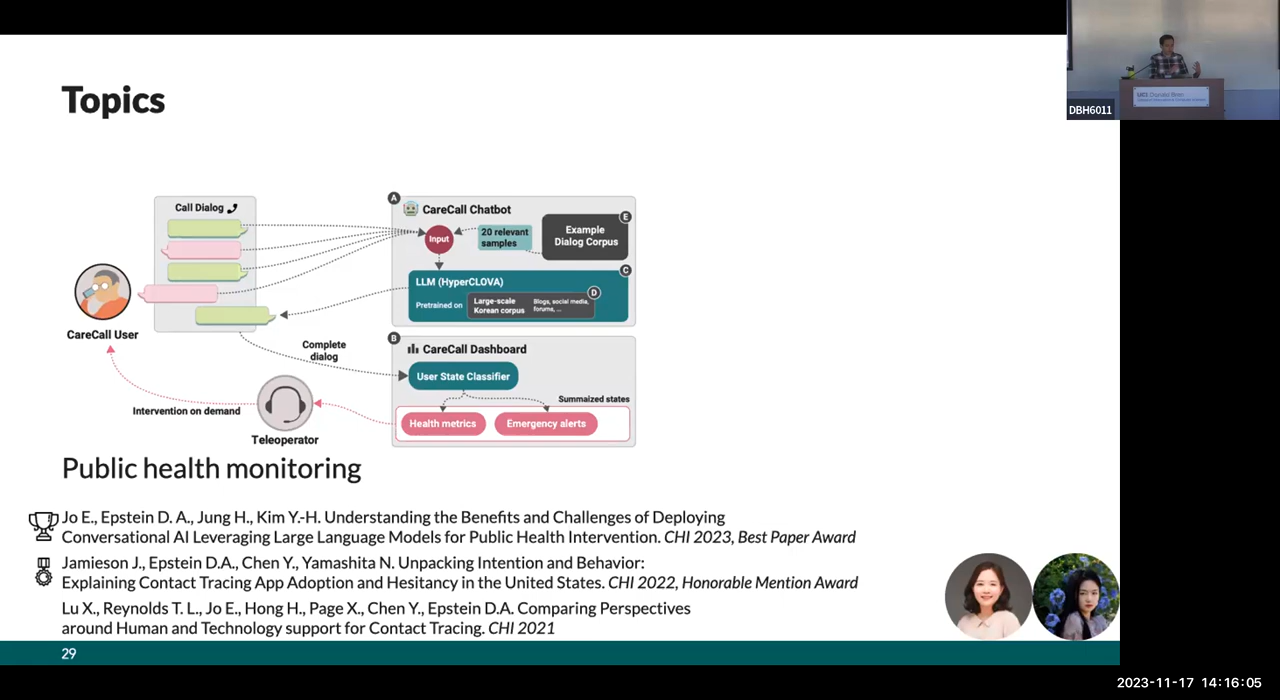 DBH6011
Topics
Call Dialog
A
CareCall Chatbot
Input
20 relevant
samples
E
Example
Dialog Corpus
C
LLM (HyperCLOVA)
Pretrained on
D
Large-scale
Korean corpus
Blogs, social media,
forums, ...
CareCall User
Complete
dialog
B
CareCall Dashboard
User State Classifier
Summaized states
Health metrics
Emergency alerts
Intervention on demand
Teleoperator
Public health monitoring
Jo E., Epstein D. A., Jung H., Kim Y.-H. Understanding the Benefits and Challenges of Deploying
Conversational AI Leveraging Large Language Models for Public Health Intervention. CHI 2023, Best Paper Award
Jamieson J., Epstein D.A., Chen Y., Yamashita N. Unpacking Intention and Behavior:
Explaining Contact Tracing App Adoption and Hesitancy in the United States. CHI 2022, Honorable Mention Award
Lu X., Reynolds T. L., Jo E., Hong H., Page X., Chen Y., Epstein D.A. Comparing Perspectives
around Human and Technology support for Contact Tracing. CHI 2021
29
2023-11-17 14:16:05